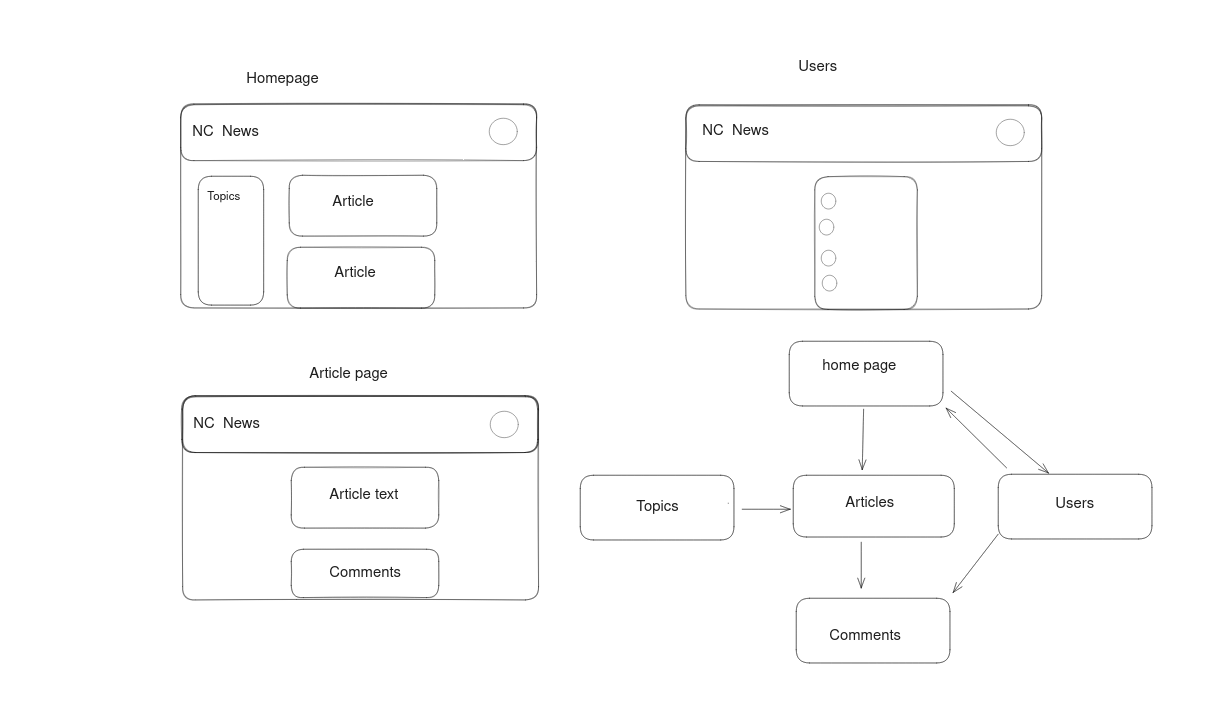 Homepage
NC  News
Topics
Article
Article
Users
NC  News
Article page
NC  News
Article text
Comments
home page
Topics
Articles
Users
Comments